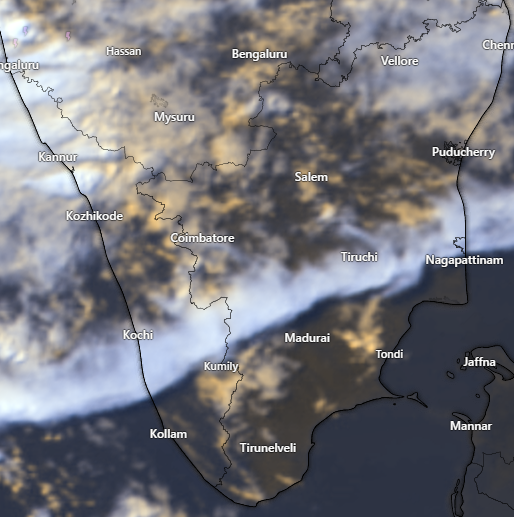 Hassan
Bengaluru
Vellore
Chenn
ngaluru
Mysuru
Kannur
Puducherry
Salem
Kozhikode
Coimbatore
Tiruchi
Nagapattinam
Kochi
Madurai
Tondi
Jaffna
Kumily
Mannar
Kollam
Tirunelveli